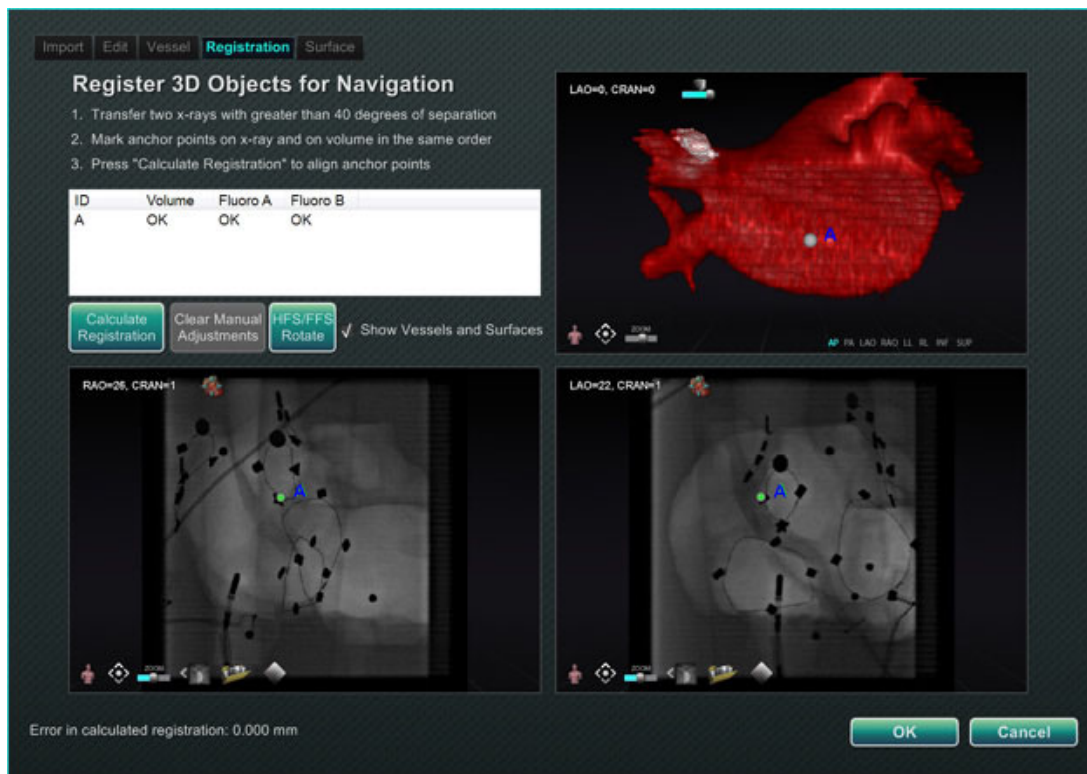 Import Edit Vessel Registration Surface
Register 3D Objects for Navigation
1. Transfer two x-rays with greater than 40 degrees of separation
2. Mark anchor points on x-ray and on volume in the same order
3. Press "Calculate Registration" to align anchor points
ID Volume Fluoro A Fluoro B
A OK OK OK
Calculate
Registration
Clear Manual
Adjustments
HFS/FFS
Rotate
√ Show Vessels and Surfaces
LAO=0, CRAN=0
A
ZOOM
AP PA LAO RAO LL RL INF SUP
RAO=26, CRAN=1
A
ZOOM
LAO=22, CRAN=1
A
ZOOM
Error in calculated registration: 0.000 mm
OK
Cancel